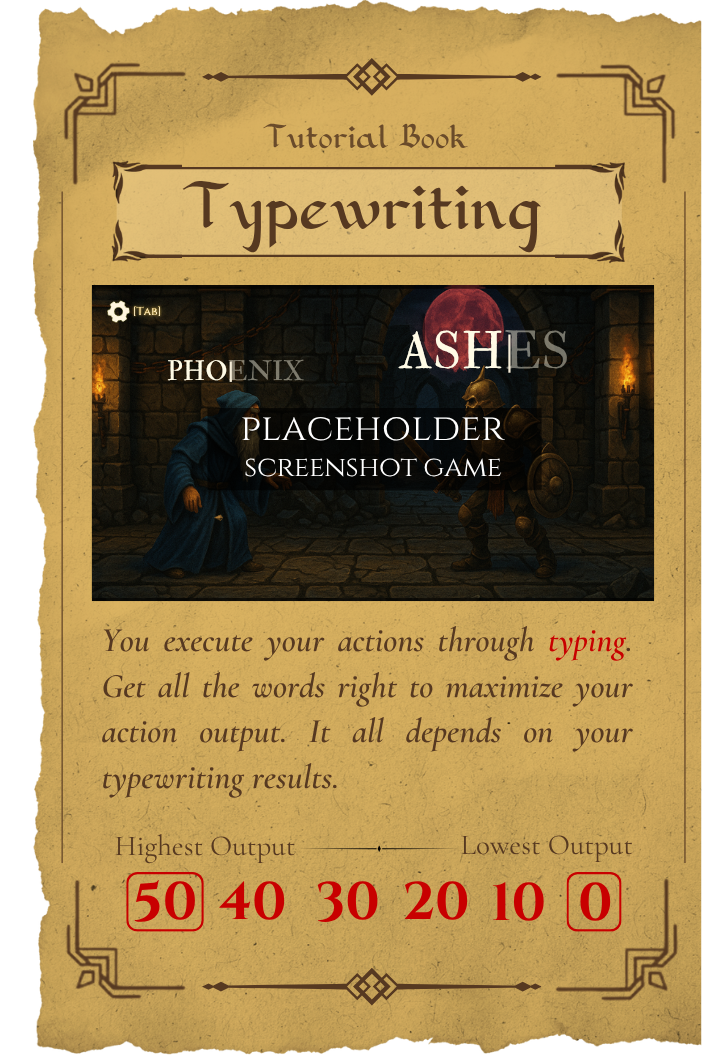 Tutorial Book
Typewriting
[Tab]
PHOENIX
ASHES
PLACEHOLDER
SCREENSHOT GAME
You execute your actions through typing.
Get all the words right to maximize your
action output. It all depends on your
typewriting results.
Highest Output Lowest Output
50 40 30 20 10 0